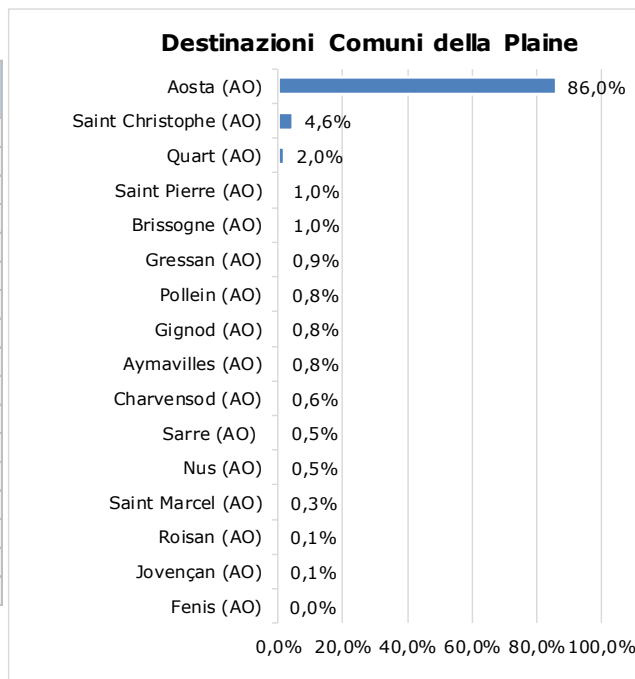 Destinazioni Comuni della Plaine
Aosta (AO) 86,0%
Saint Christophe (AO) 4,6%
Quart (AO) 2,0%
Saint Pierre (AO) 1,0%
Brissogne (AO) 1,0%
Gressan (AO) 0,9%
Pollein (AO) 0,8%
Gignod (AO) 0,8%
Aymavilles (AO) 0,8%
Charvensod (AO) 0,6%
Sarre (AO) 0,5%
Nus (AO) 0,5%
Saint Marcel (AO) 0,3%
Roisan (AO) 0,1%
Jovençan (AO) 0,1%
Fenis (AO) 0,0%
0,0% 20,0% 40,0% 60,0% 80,0% 100,0%